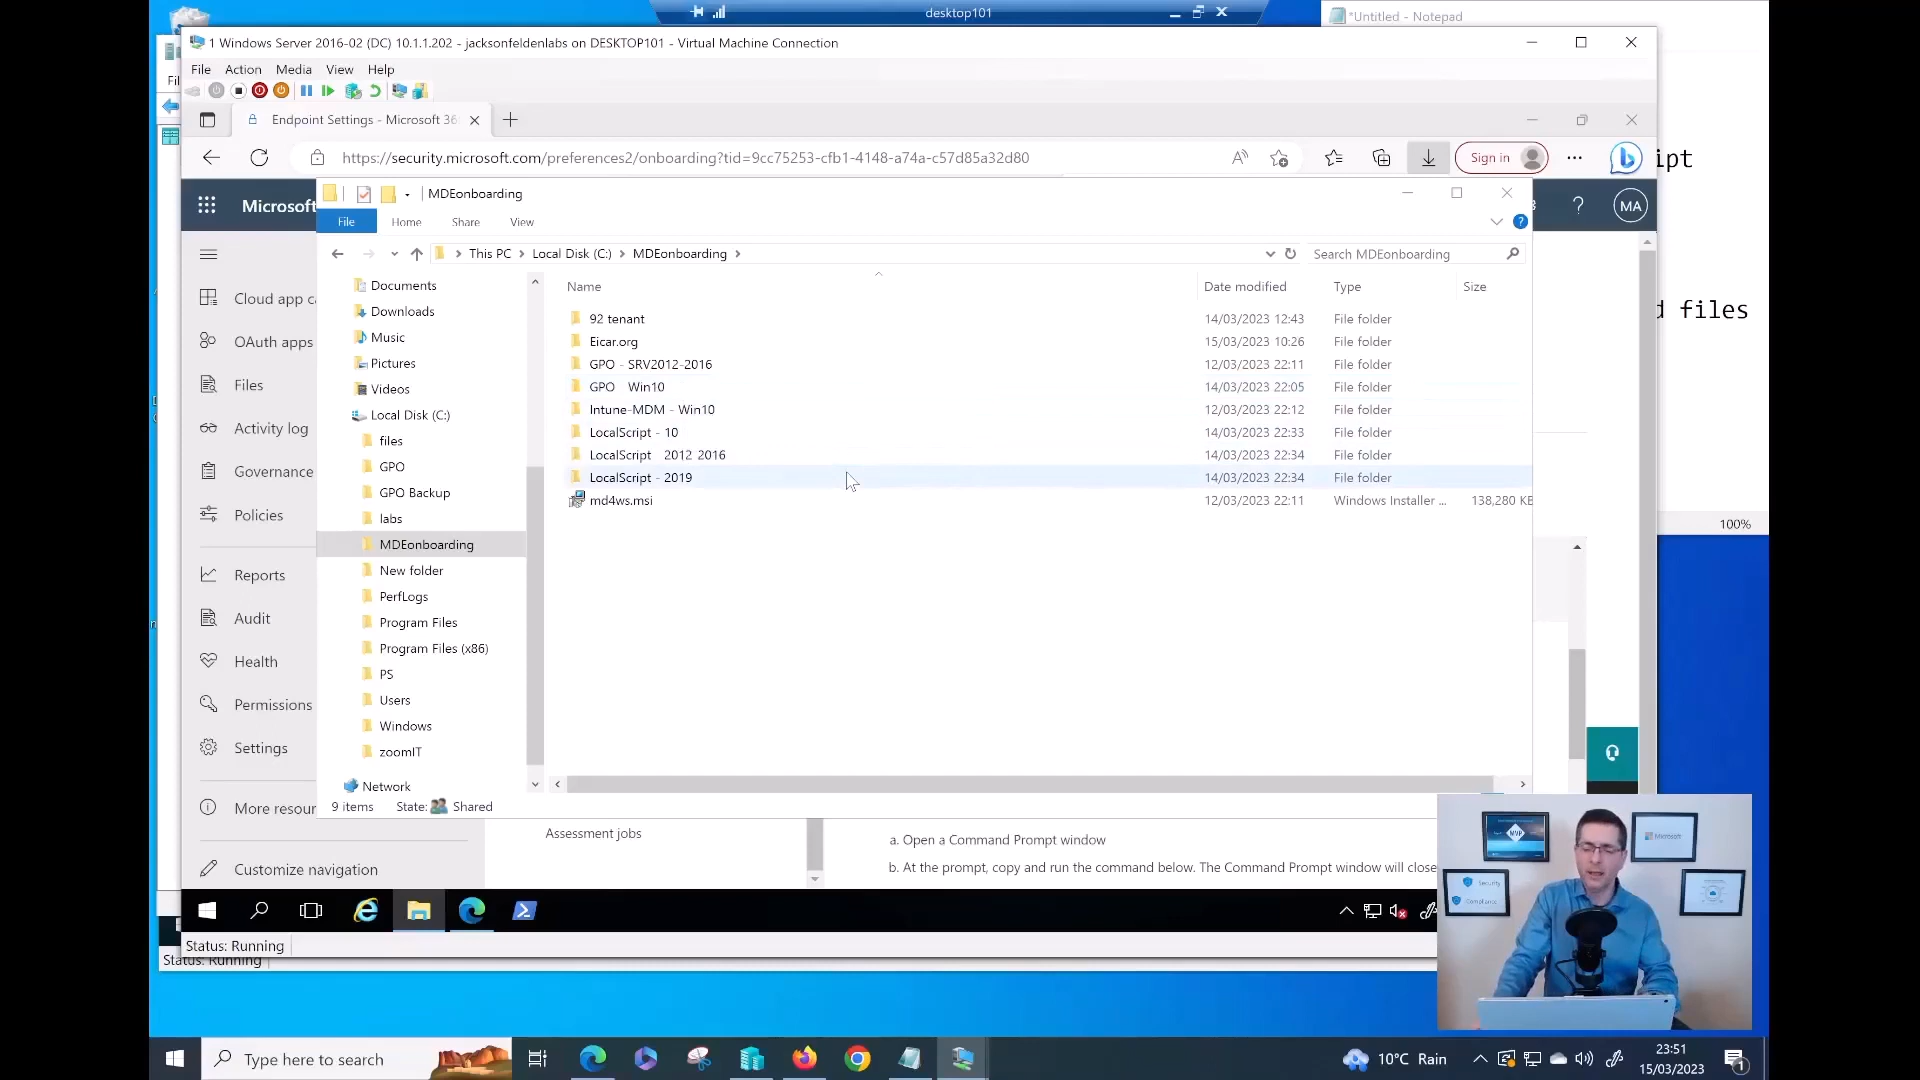 desktop101
*Untitled - Notepad
1 Windows Server 2016-02 (DC) 10.1.1.202 - jacksonfeldenlabs on DESKTOP101 - Virtual Machine Connection
File Action Media View Help
Fil
Endpoint Settings - Microsoft 36
https://security.microsoft.com/preferences2/onboarding?tid=9cc75253-cfb1-4148-a74a-c57d85a32d80
Sign in
ipt
Microsoft
MDEonboarding
MA
File Home Share View
This PC > Local Disk (C:) > MDEonboarding >
Search MDEonboarding
Name Date modified Type Size
Cloud app ca
OAuth apps
Files
Activity log
Governance
Policies
Reports
Audit
Health
Permissions
Settings
More resour
Customize navigation
Documents
Downloads
Music
Pictures
Videos
Local Disk (C:)
files
GPO
GPO Backup
labs
MDEonboarding
New folder
PerfLogs
Program Files
Program Files (x86)
PS
Users
Windows
zoomIT
Network
92 tenant 14/03/2023 12:43 File folder
Eicar.org 15/03/2023 10:26 File folder
GPO - SRV2012-2016 12/03/2023 22:11 File folder
GPO Win10 14/03/2023 22:05 File folder
Intune-MDM - Win10 12/03/2023 22:12 File folder
LocalScript - 10 14/03/2023 22:33 File folder
LocalScript 2012 2016 14/03/2023 22:34 File folder
LocalScript - 2019 14/03/2023 22:34 File folder
md4ws.msi 12/03/2023 22:11 Windows Installer ... 138,280 KB
d files
100%
9 items State: Shared
Assessment jobs
a. Open a Command Prompt window
b. At the prompt, copy and run the command below. The Command Prompt window will close
MVP
Microsoft
Security
Compliance
Status: Running
Status: Running
Type here to search
10°C Rain
23:51
15/03/2023
1